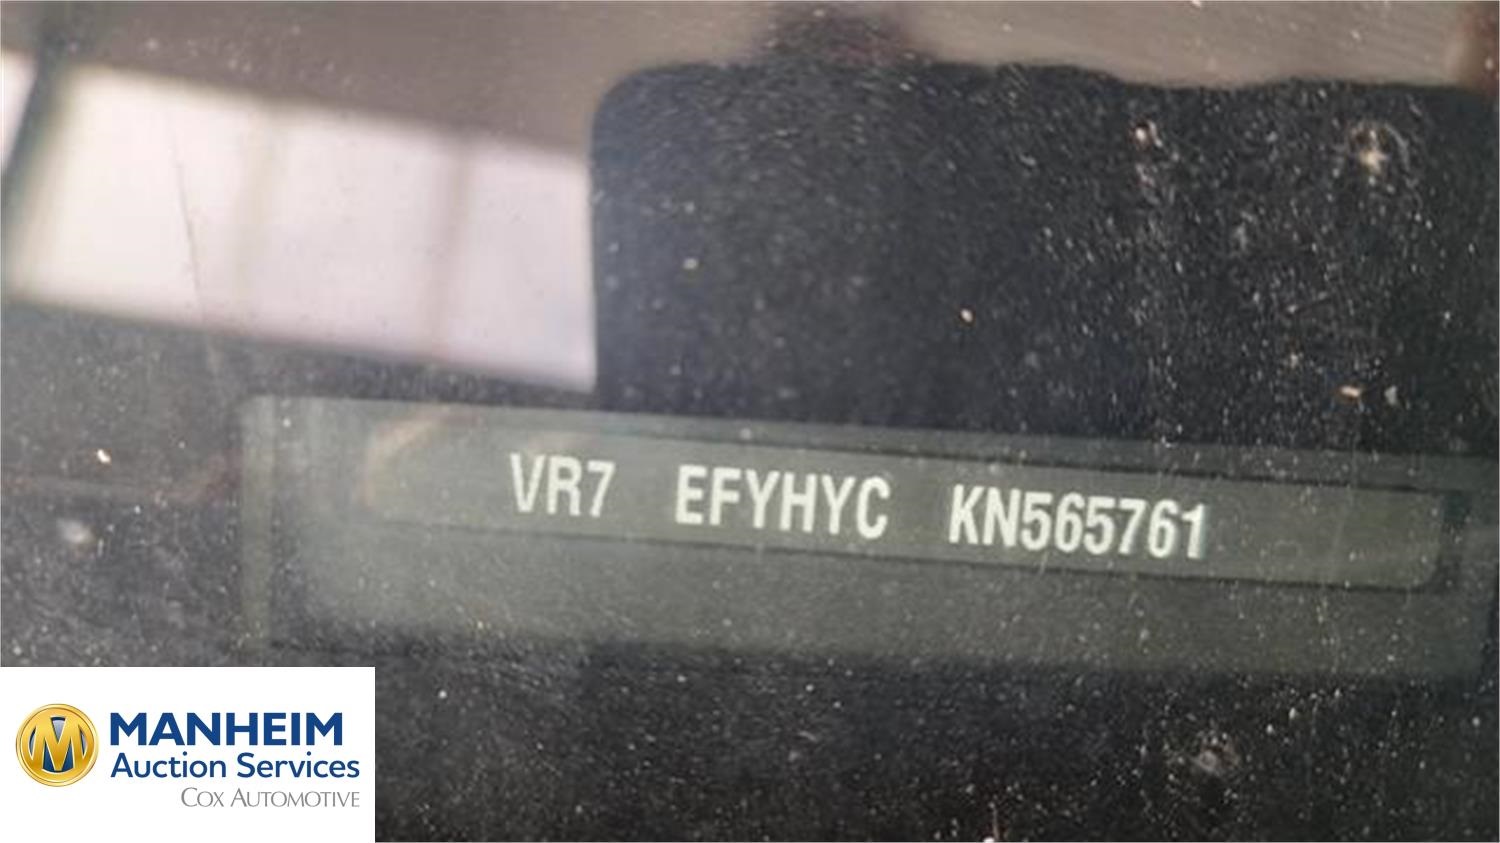 VR7 EFYHYC KN565761
MANHEIM
Auction Services
COX AUTOMOTIVE